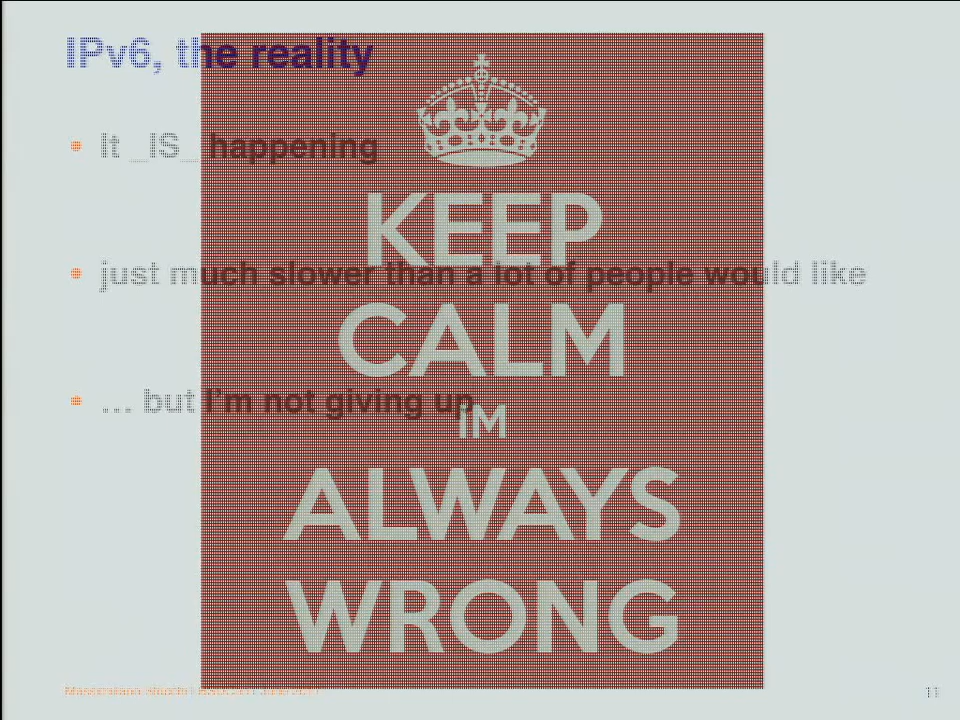 IPv6, the reality
It _IS_ happening
just much slower than a lot of people would like
... but I'm not giving up
KEEP
CALM
IM
ALWAYS
WRONG
11